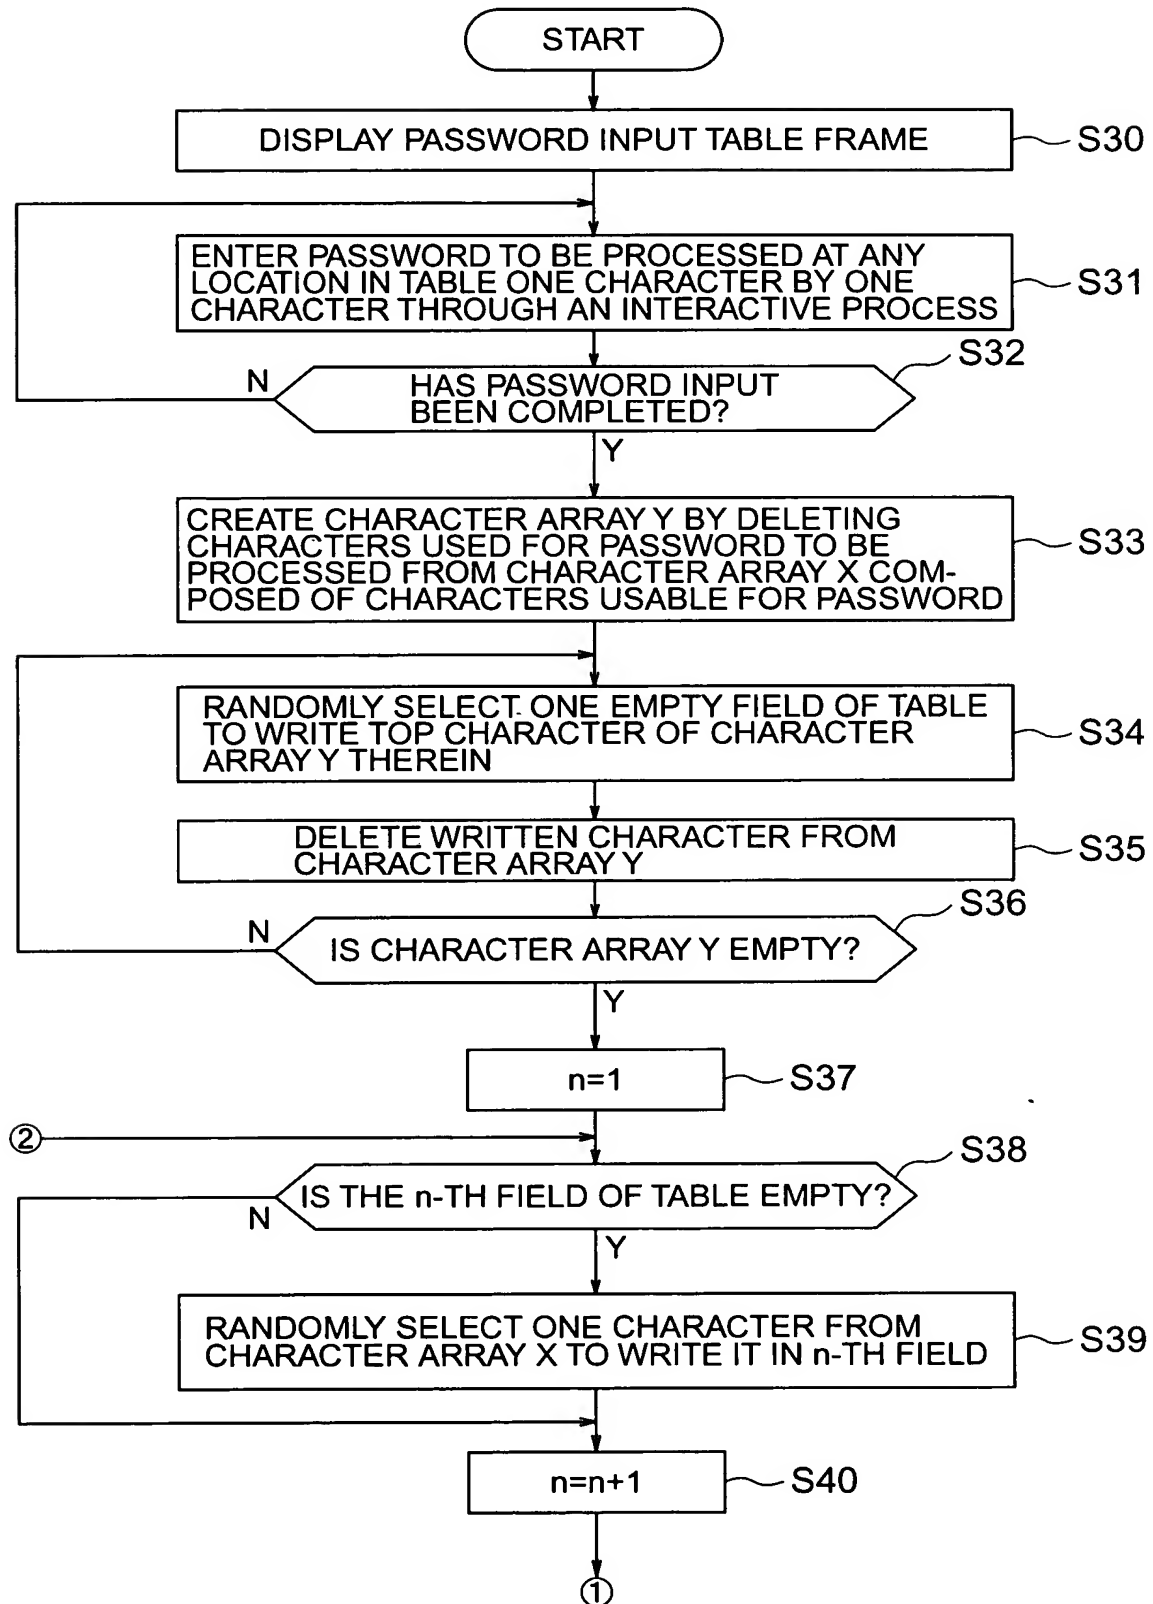 START
DISPLAY PASSWORD INPUT TABLE FRAME
S30
ENTER PASSWORD TO BE PROCESSED AT ANY
LOCATION IN TABLE ONE CHARACTER BY ONE
CHARACTER THROUGH AN INTERACTIVE PROCESS
S31
S32
N
HAS PASSWORD INPUT
BEEN COMPLETED?
Y
CREATE CHARACTER ARRAY Y BY DELETING
CHARACTERS USED FOR PASSWORD TO BE
PROCESSED FROM CHARACTER ARRAY X COM-
POSED OF CHARACTERS USABLE FOR PASSWORD
S33
RANDOMLY SELECT ONE EMPTY FIELD OF TABLE
TO WRITE TOP CHARACTER OF CHARACTER
ARRAY Y THEREIN
S34
DELETE WRITTEN CHARACTER FROM
CHARACTER ARRAY Y
S35
S36
N
IS CHARACTER ARRAY Y EMPTY?
Y
n=1
S37
②
S38
IS THE n-TH FIELD OF TABLE EMPTY?
N
Y
RANDOMLY SELECT ONE CHARACTER FROM
CHARACTER ARRAY X TO WRITE IT IN n-TH FIELD
S39
n=n+1
S40
①